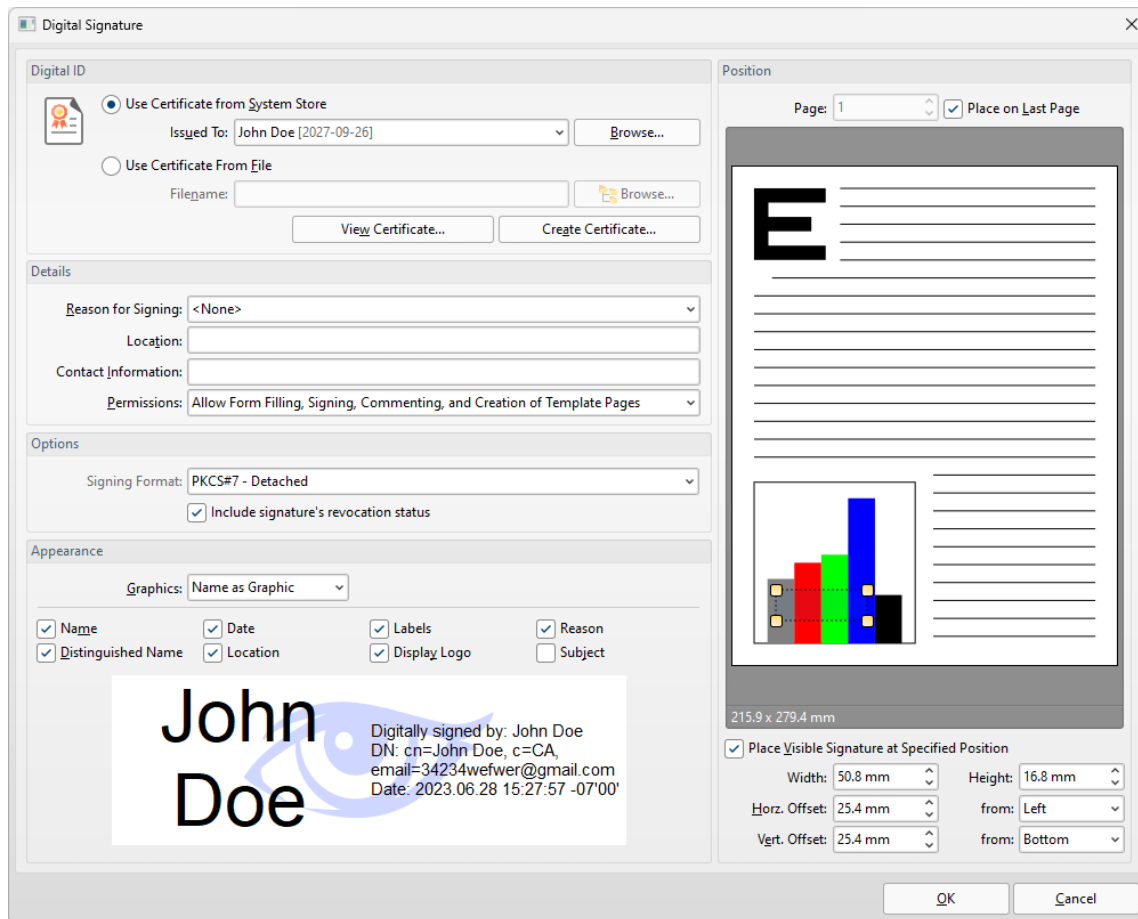 Digital Signature
Digital ID
Use Certificate from System Store
Issued To: John Doe [2027-09-26] Browse...
Use Certificate From File
Filename: Browse...
View Certificate... Create Certificate...
Details
Reason for Signing: <None>
Location:
Contact Information:
Permissions: Allow Form Filling, Signing, Commenting, and Creation of Template Pages
Options
Signing Format: PKCS#7 - Detached
Include signature's revocation status
Appearance
Graphics: Name as Graphic
Name Date Labels Reason
Distinguished Name Location Display Logo Subject
John
Doe
Digitally signed by: John Doe
DN: cn=John Doe, c=CA,
email=34234wefwer@gmail.com
Date: 2023.06.28 15:27:57 -07'00'
Position
Page: 1 Place on Last Page
E
215.9 x 279.4 mm
Place Visible Signature at Specified Position
Width: 50.8 mm Height: 16.8 mm
Horz. Offset: 25.4 mm from: Left
Vert. Offset: 25.4 mm from: Bottom
OK Cancel